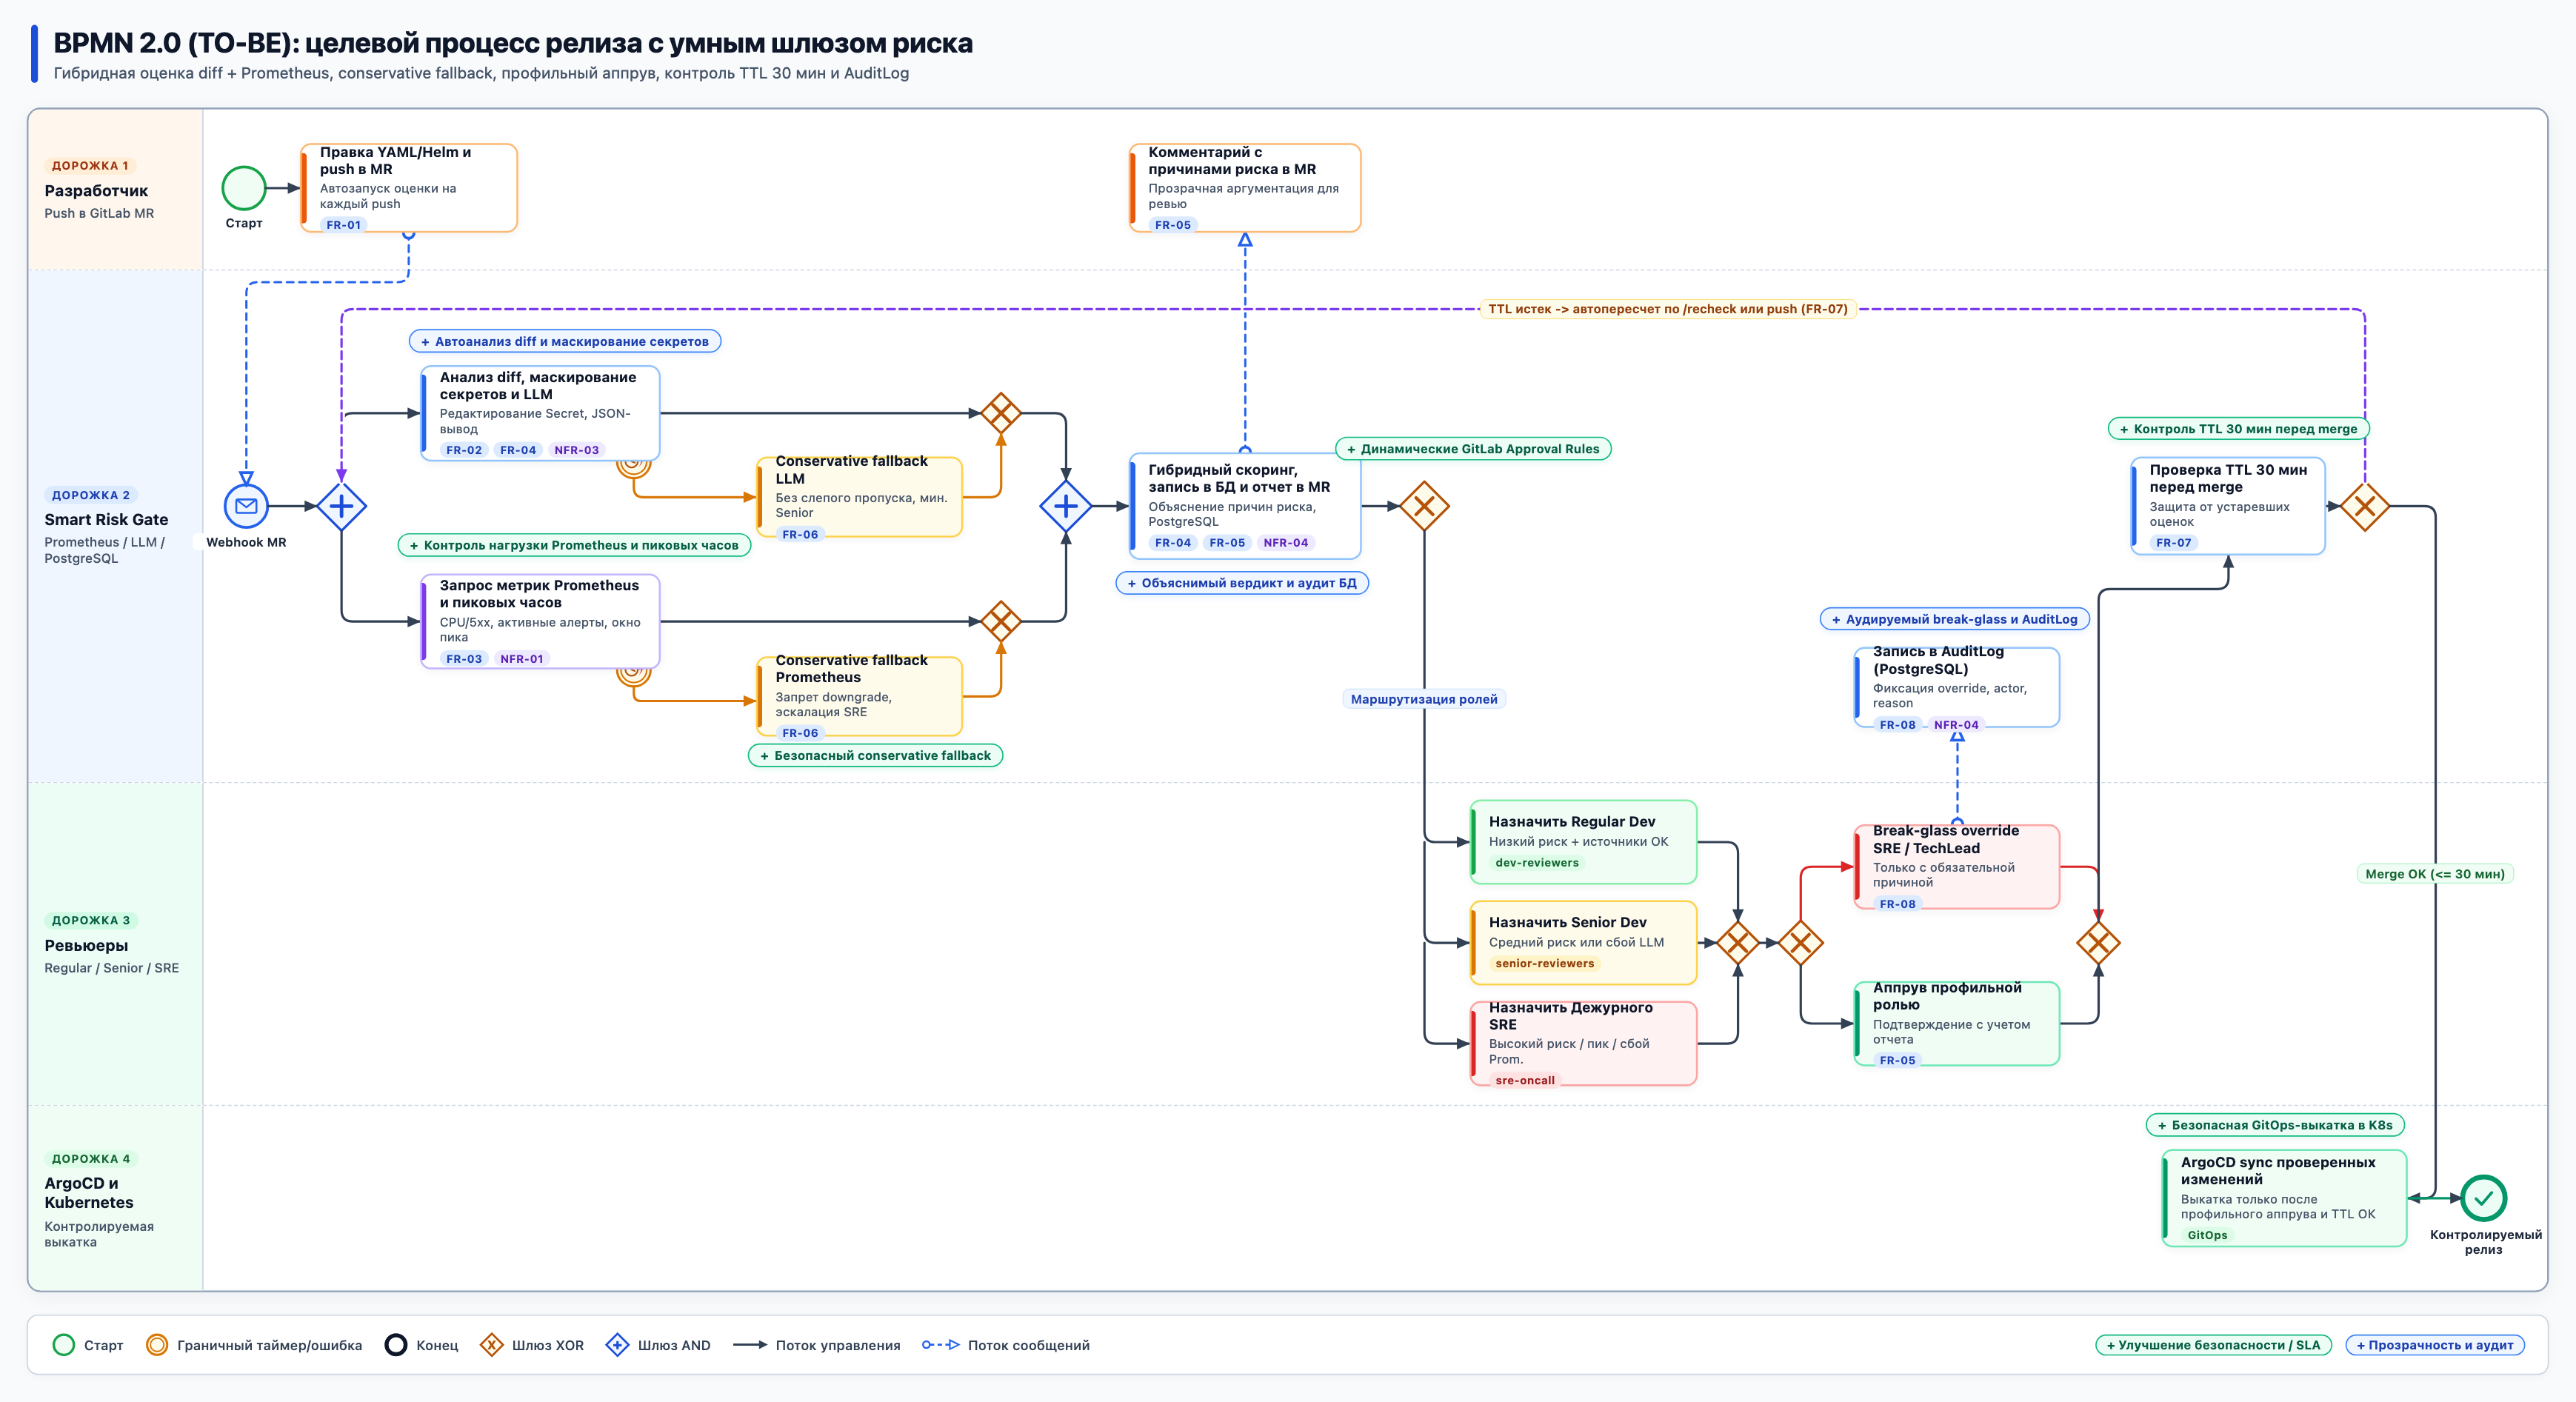 BPMN 2.0 (TO-BE): целевой процесс релиза с умным шлюзом риска
Гибридная оценка diff + Prometheus, conservative fallback, профильный аппрув, контроль TTL 30 мин и AuditLog
ДОРОЖКА 1
Разработчик
Push в GitLab MR
Старт
Правка YAML/Helm и
push в MR
Автозапуск оценки на
каждый push
FR-01
Комментарий с
причинами риска в MR
Прозрачная аргументация для
ревью
FR-05
ДОРОЖКА 2
Smart Risk Gate
Prometheus / LLM /
PostgreSQL
Webhook MR
TTL истек -> автопересчет по /recheck или push (FR-07)
+ Автоанализ diff и маскирование секретов
Анализ diff, маскирование
секретов и LLM
Редактирование Secret, JSON-
вывод
FR-02 FR-04 NFR-03
Conservative fallback
LLM
Без слепого пропуска, мин.
Senior
FR-06
+ Контроль нагрузки Prometheus и пиковых часов
Запрос метрик Prometheus
и пиковых часов
CPU/5xx, активные алерты, окно
пика
FR-03 NFR-01
Conservative fallback
Prometheus
Запрет downgrade,
эскалация SRE
FR-06
+ Безопасный conservative fallback
+ Динамические GitLab Approval Rules
Гибридный скоринг,
запись в БД и отчет в MR
Объяснение причин риска,
PostgreSQL
FR-04 FR-05 NFR-04
+ Объяснимый вердикт и аудит БД
Маршрутизация ролей
+ Контроль TTL 30 мин перед merge
Проверка TTL 30 мин
перед merge
Защита от устаревших
оценок
FR-07
+ Аудируемый break-glass и AuditLog
Запись в AuditLog
(PostgreSQL)
Фиксация override, actor,
reason
FR-08 NFR-04
ДОРОЖКА 3
Ревьюеры
Regular / Senior / SRE
Назначить Regular Dev
Низкий риск + источники OK
dev-reviewers
Назначить Senior Dev
Средний риск или сбой LLM
senior-reviewers
Назначить Дежурного
SRE
Высокий риск / пик / сбой
Prom.
sre-oncall
Break-glass override
SRE / TechLead
Только с обязательной
причиной
FR-08
Аппрув профильной
ролью
Подтверждение с учетом
отчета
FR-05
Merge OK (<= 30 мин)
ДОРОЖКА 4
ArgoCD и
Kubernetes
Контролируемая
выкатка
+ Безопасная GitOps-выкатка в K8s
ArgoCD sync проверенных
изменений
Выкатка только после
профильного аппрува и TTL OK
GitOps
Контролируемый
релиз
Старт
Граничный таймер/ошибка
Конец
Шлюз XOR
Шлюз AND
Поток управления
Поток сообщений
+ Улучшение безопасности / SLA
+ Прозрачность и аудит